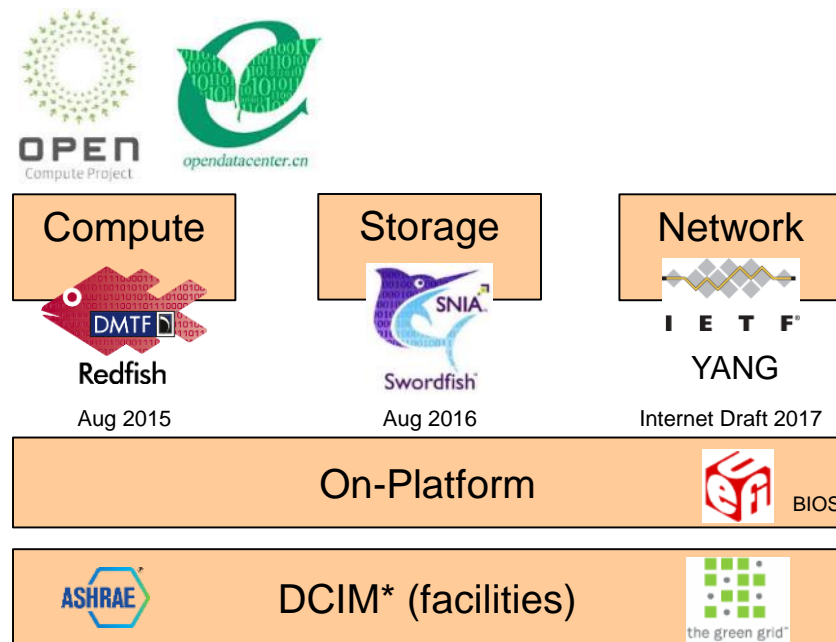 OPEN
Compute Project
opendatacenter.cn
Compute
Storage
Network
DMTF
SNIA
I E T F
Redfish
Swordfish
YANG
Aug 2015
Aug 2016
Internet Draft 2017
On-Platform
UEFI
BIOS
ASHRAE
DCIM* (facilities)
the green grid